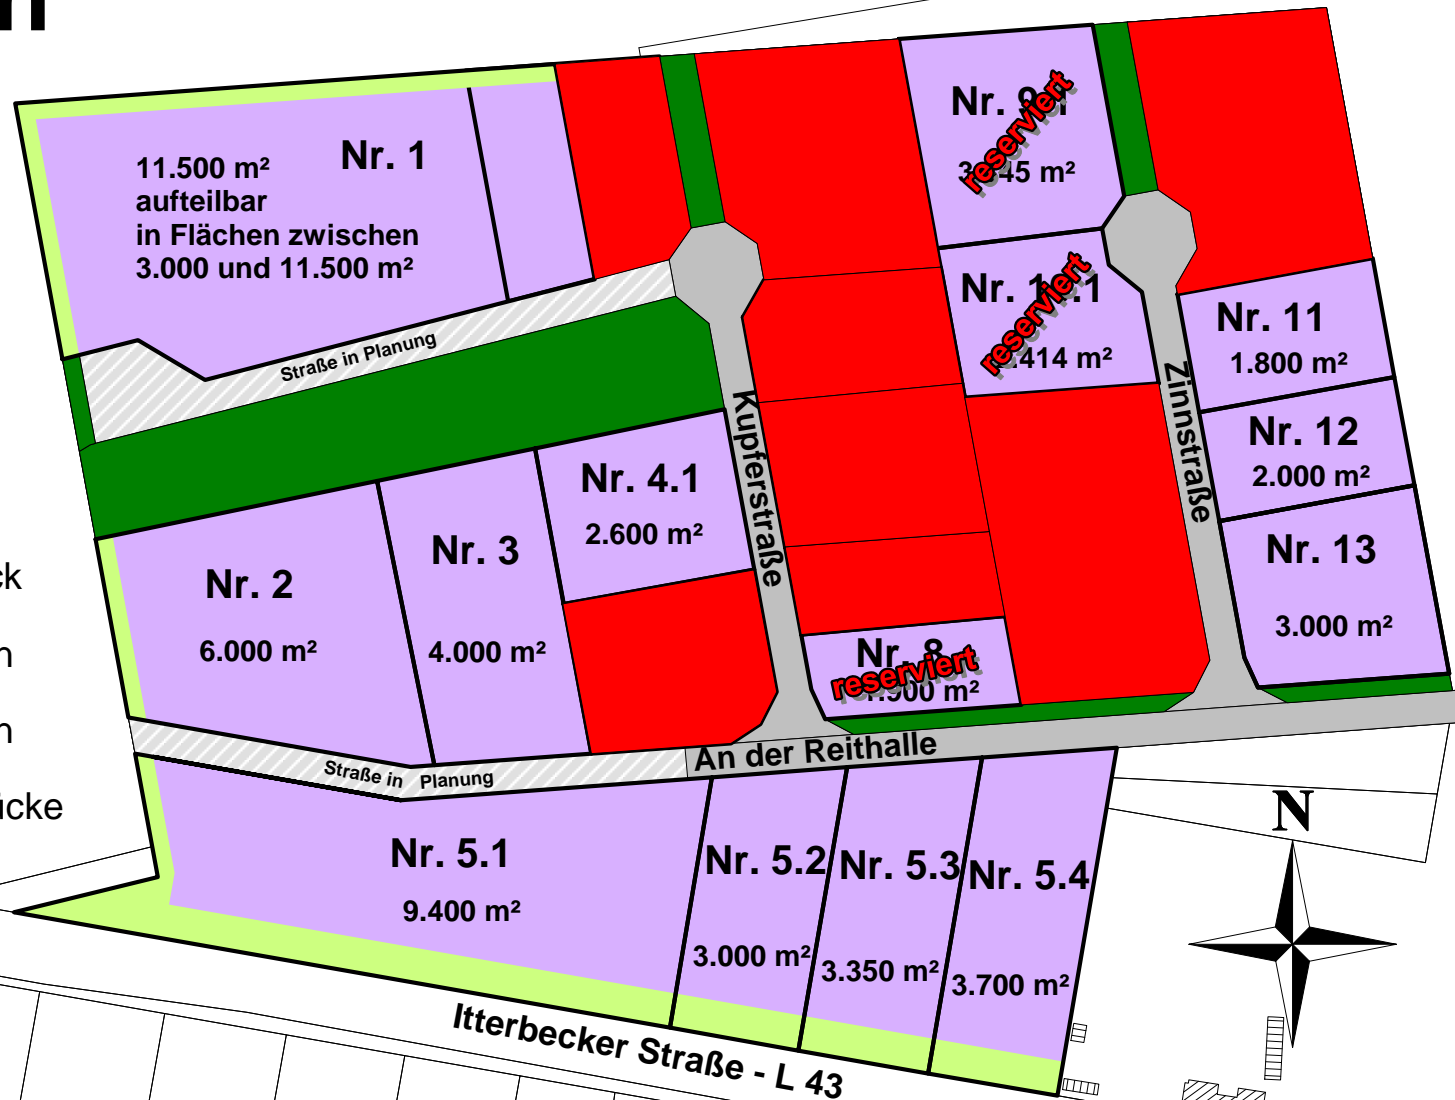 Nr. 1
11.500 m²
aufteilbar
in Flächen zwischen
3.000 und 11.500 m²
Straße in Planung
Nr.
reserviert
m²
Nr.
reserviert
414 m²
Nr. 11
1.800 m²
Nr. 12
2.000 m²
Nr. 13
3.000 m²
Zinnstraße
Kupferstraße
Nr. 4.1
2.600 m²
Nr. 3
4.000 m²
Nr. 2
6.000 m²
Nr. 8
reserviert
m²
ck
n
n
ücke
Straße in Planung
An der Reithalle
Nr. 5.1
9.400 m²
Nr. 5.2
3.000 m²
Nr. 5.3
3.350 m²
Nr. 5.4
3.700 m²
N
Itterbecker Straße - L 43